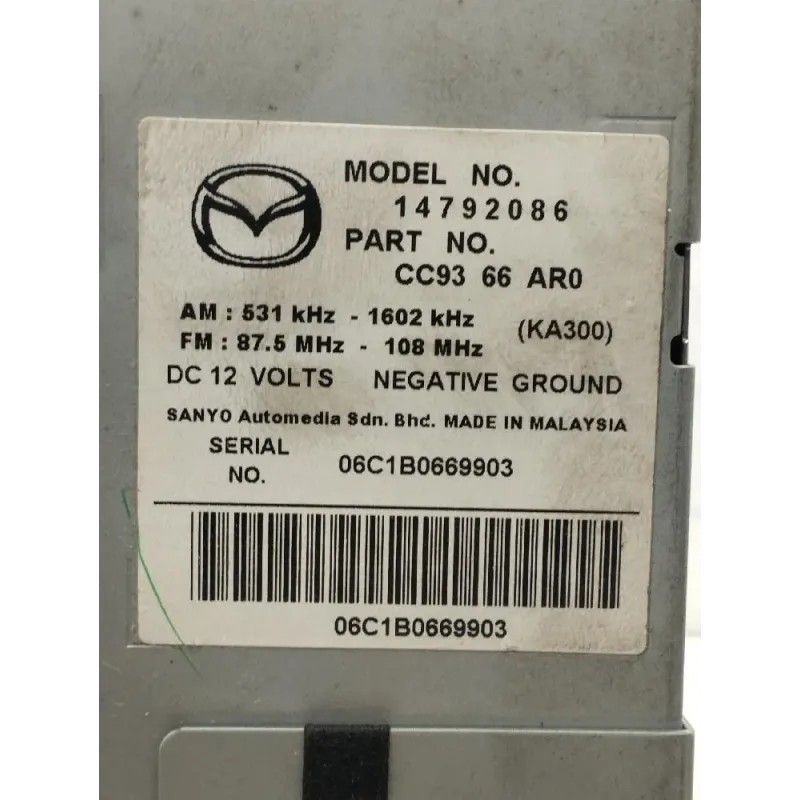 MODEL NO.
14792086
PART NO.
CC93 66 AR0
AM : 531 kHz - 1602 kHz
(KA300)
FM : 87.5 MHz - 108 MHz
DC 12 VOLTS NEGATIVE GROUND
SANYO Automedia Sdn. Bhd. MADE IN MALAYSIA
SERIAL
NO.
06C1B0669903
06C1B0669903